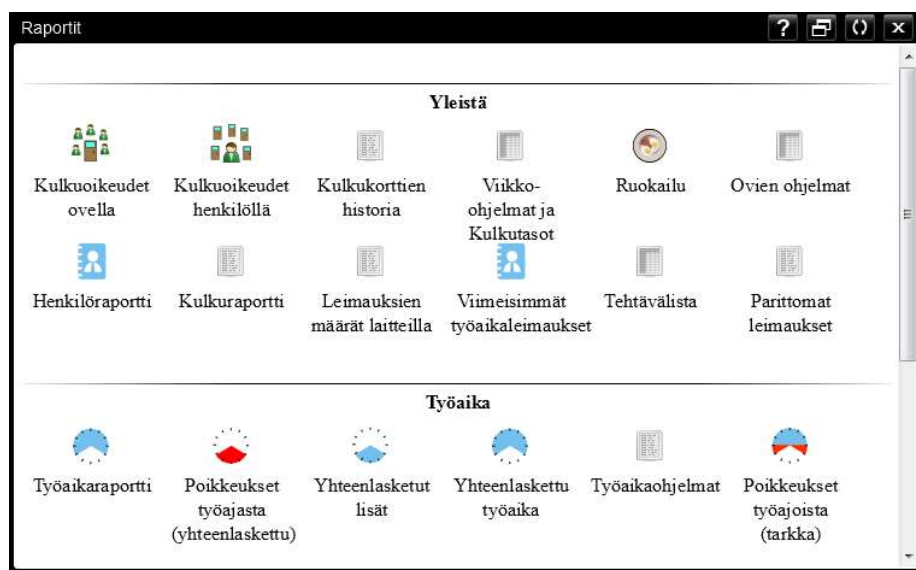 Raportit
Yleistä
Kulkuoikeudet ovella
Kulkuoikeudet henkilöllä
Kulkukorttien historia
Viikko-ohjelmat ja Kulkutasot
Ruokailu
Ovien ohjelmat
Henkilöraportti
Kulkuraportti
Leimauksien määrät laitteilla
Viimeisimmät työaikaleimaukset
Tehtävälista
Parittomat leimaukset
Työaika
Työaikaraportti
Poikkeukset työajasta (yhteenlaskettu)
Yhteenlasketut lisät
Yhteenlaskettu työaika
Työaikaohjelmat
Poikkeukset työajoista (tarkka)